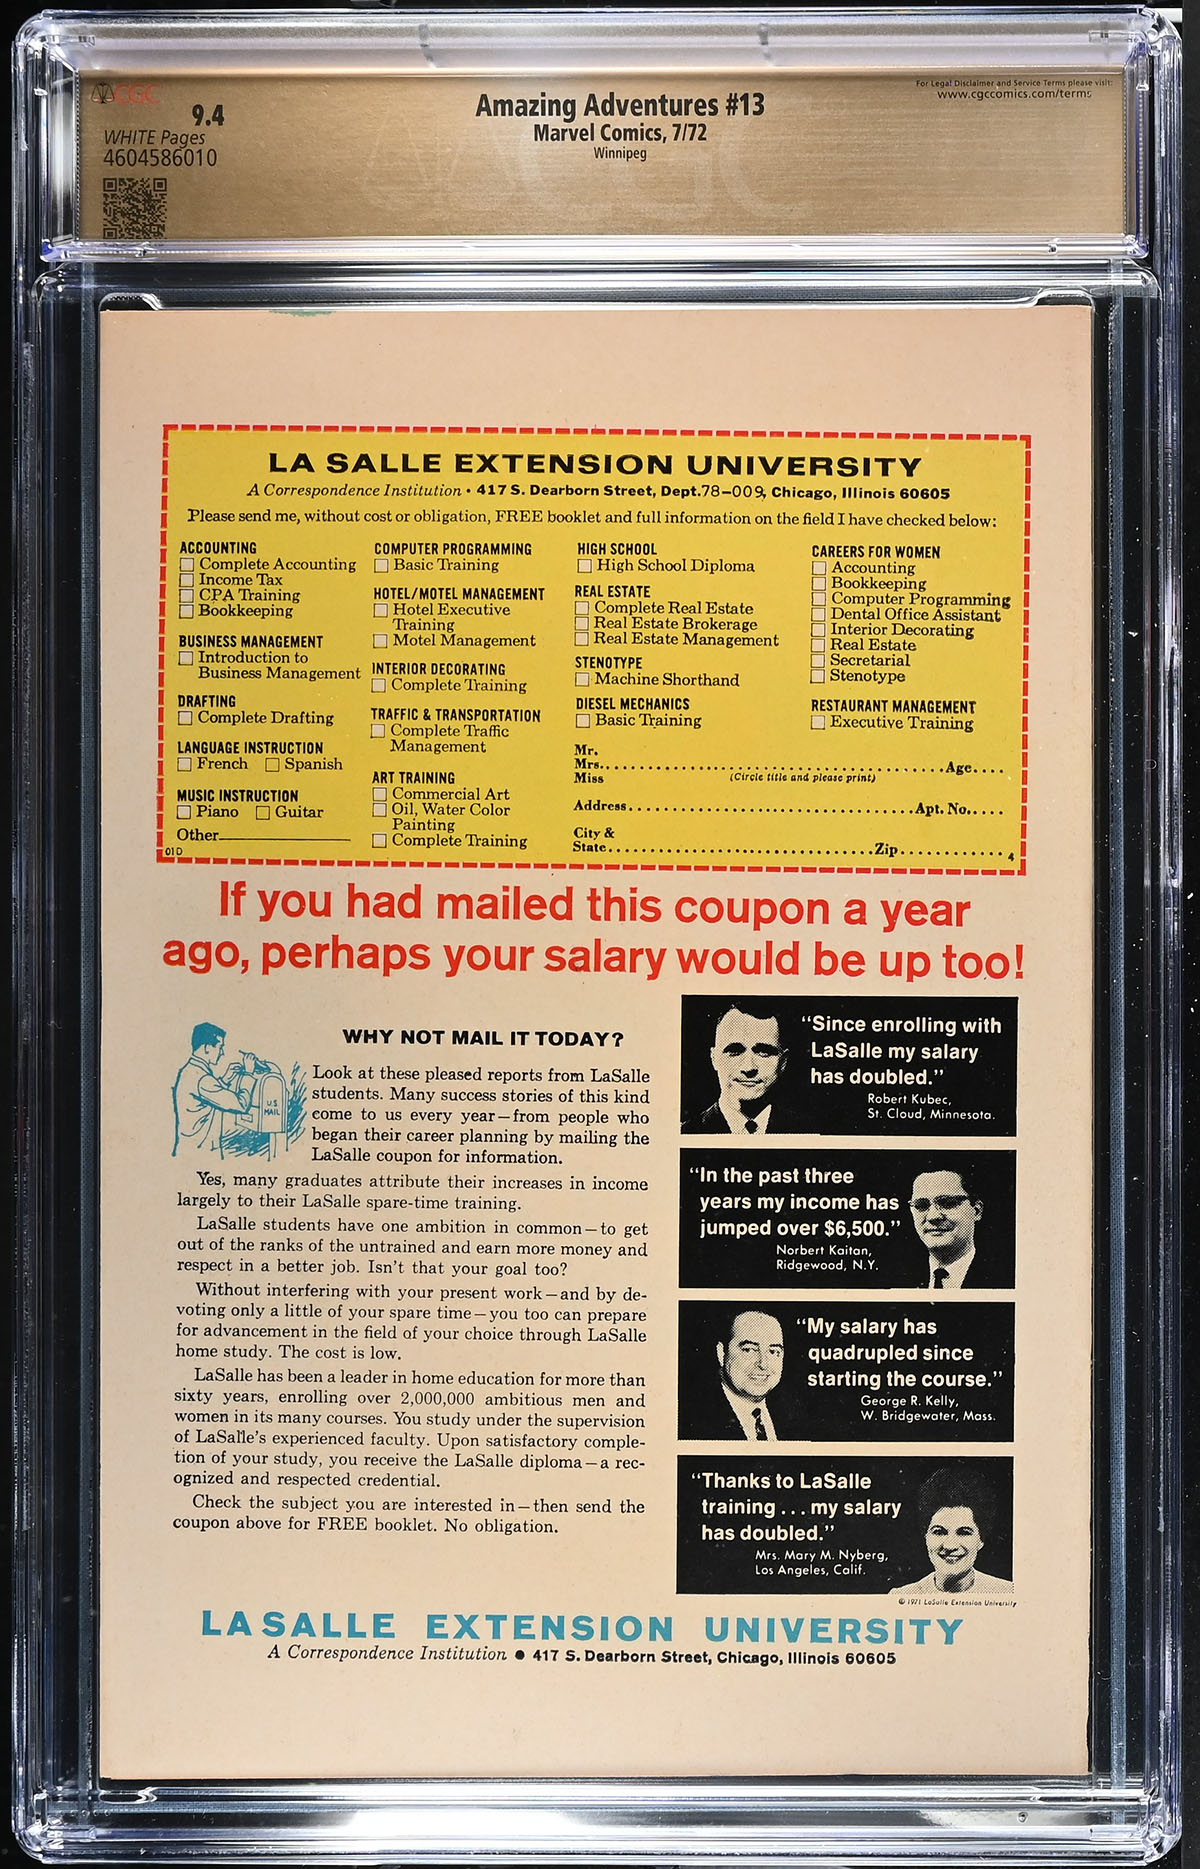 CGC
9.4
WHITE Pages
4604586010
Amazing Adventures #13
Marvel Comics, 7/72
Winnipeg
For Legal Disclaimer and Service Terms please visit:
www.cgccomics.com/terms
LA SALLE EXTENSION UNIVERSITY
A Correspondence Institution • 417 S. Dearborn Street, Dept.78-009, Chicago, Illinois 60605
Please send me, without cost or obligation, FREE booklet and full information on the field I have checked below:
ACCOUNTING
Complete Accounting
Income Tax
CPA Training
Bookkeeping
BUSINESS MANAGEMENT
Introduction to
Business Management
DRAFTING
Complete Drafting
LANGUAGE INSTRUCTION
French Spanish
MUSIC INSTRUCTION
Piano Guitar
Other
01D
COMPUTER PROGRAMMING
Basic Training
HOTEL/MOTEL MANAGEMENT
Hotel Executive
Training
Motel Management
INTERIOR DECORATING
Complete Training
TRAFFIC & TRANSPORTATION
Complete Traffic
Management
ART TRAINING
Commercial Art
Oil, Water Color
Painting
Complete Training
HIGH SCHOOL
High School Diploma
REAL ESTATE
Complete Real Estate
Real Estate Brokerage
Real Estate Management
STENOTYPE
Machine Shorthand
DIESEL MECHANICS
Basic Training
CAREERS FOR WOMEN
Accounting
Bookkeeping
Computer Programming
Dental Office Assistant
Interior Decorating
Real Estate
Secretarial
Stenotype
RESTAURANT MANAGEMENT
Executive Training
Mr.
Mrs. Age
Miss (Circle title and please print)
Address Apt. No.
City &
State Zip 4
If you had mailed this coupon a year
ago, perhaps your salary would be up too!
U.S.
MAIL
WHY NOT MAIL IT TODAY?
Look at these pleased reports from LaSalle
students. Many success stories of this kind
come to us every year—from people who
began their career planning by mailing the
LaSalle coupon for information.
Yes, many graduates attribute their increases in income
largely to their LaSalle spare-time training.
LaSalle students have one ambition in common—to get
out of the ranks of the untrained and earn more money and
respect in a better job. Isn't that your goal too?
Without interfering with your present work—and by de-
voting only a little of your spare time—you too can prepare
for advancement in the field of your choice through LaSalle
home study. The cost is low.
LaSalle has been a leader in home education for more than
sixty years, enrolling over 2,000,000 ambitious men and
women in its many courses. You study under the supervision
of LaSalle's experienced faculty. Upon satisfactory comple-
tion of your study, you receive the LaSalle diploma—a rec-
ognized and respected credential.
Check the subject you are interested in—then send the
coupon above for FREE booklet. No obligation.
"Since enrolling with
LaSalle my salary
has doubled."
Robert Kubec,
St. Cloud, Minnesota.
"In the past three
years my income has
jumped over $6,500."
Norbert Kaitan,
Ridgewood, N.Y.
"My salary has
quadrupled since
starting the course."
George R. Kelly,
W. Bridgewater, Mass.
"Thanks to LaSalle
training . . . my salary
has doubled."
Mrs. Mary M. Nyberg,
Los Angeles, Calif.
© 1971 LaSalle Extension University
LASALLE EXTENSION UNIVERSITY
A Correspondence Institution • 417 S. Dearborn Street, Chicago, Illinois 60605